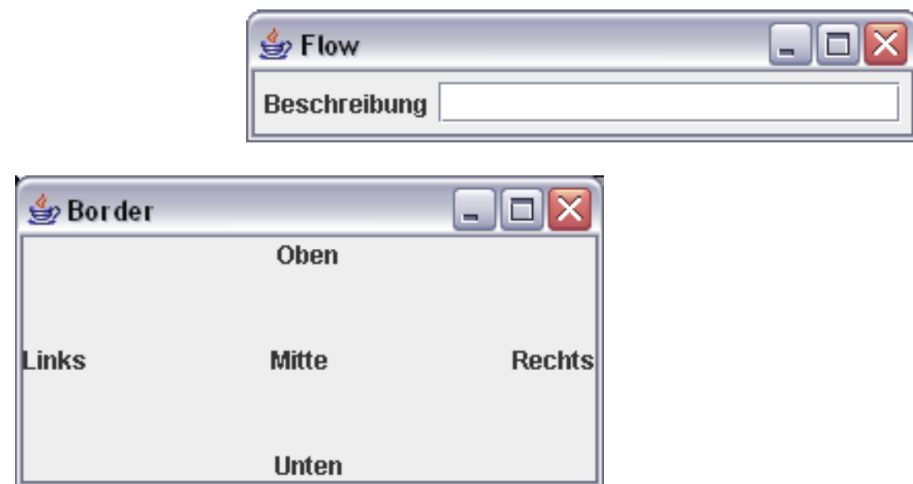 Flow
Beschreibung
Border
Oben
Links Mitte Rechts
Unten